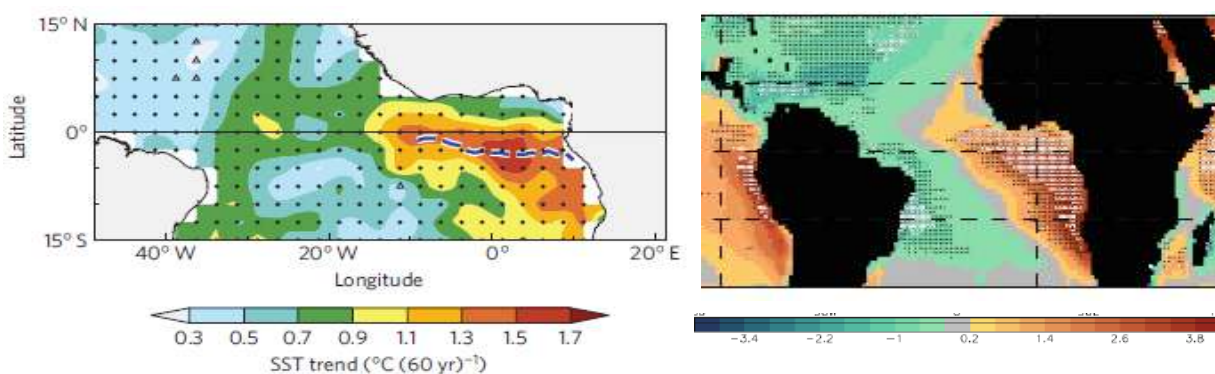 15° N
0°
15° S
Latitude
40° W
20° W
0°
20° E
Longitude
0.3 0.5 0.7 0.9 1.1 1.3 1.5 1.7
SST trend (°C (60 yr)⁻¹)
-3.4 -2.2 -1 0.2 1.4 2.6 3.8